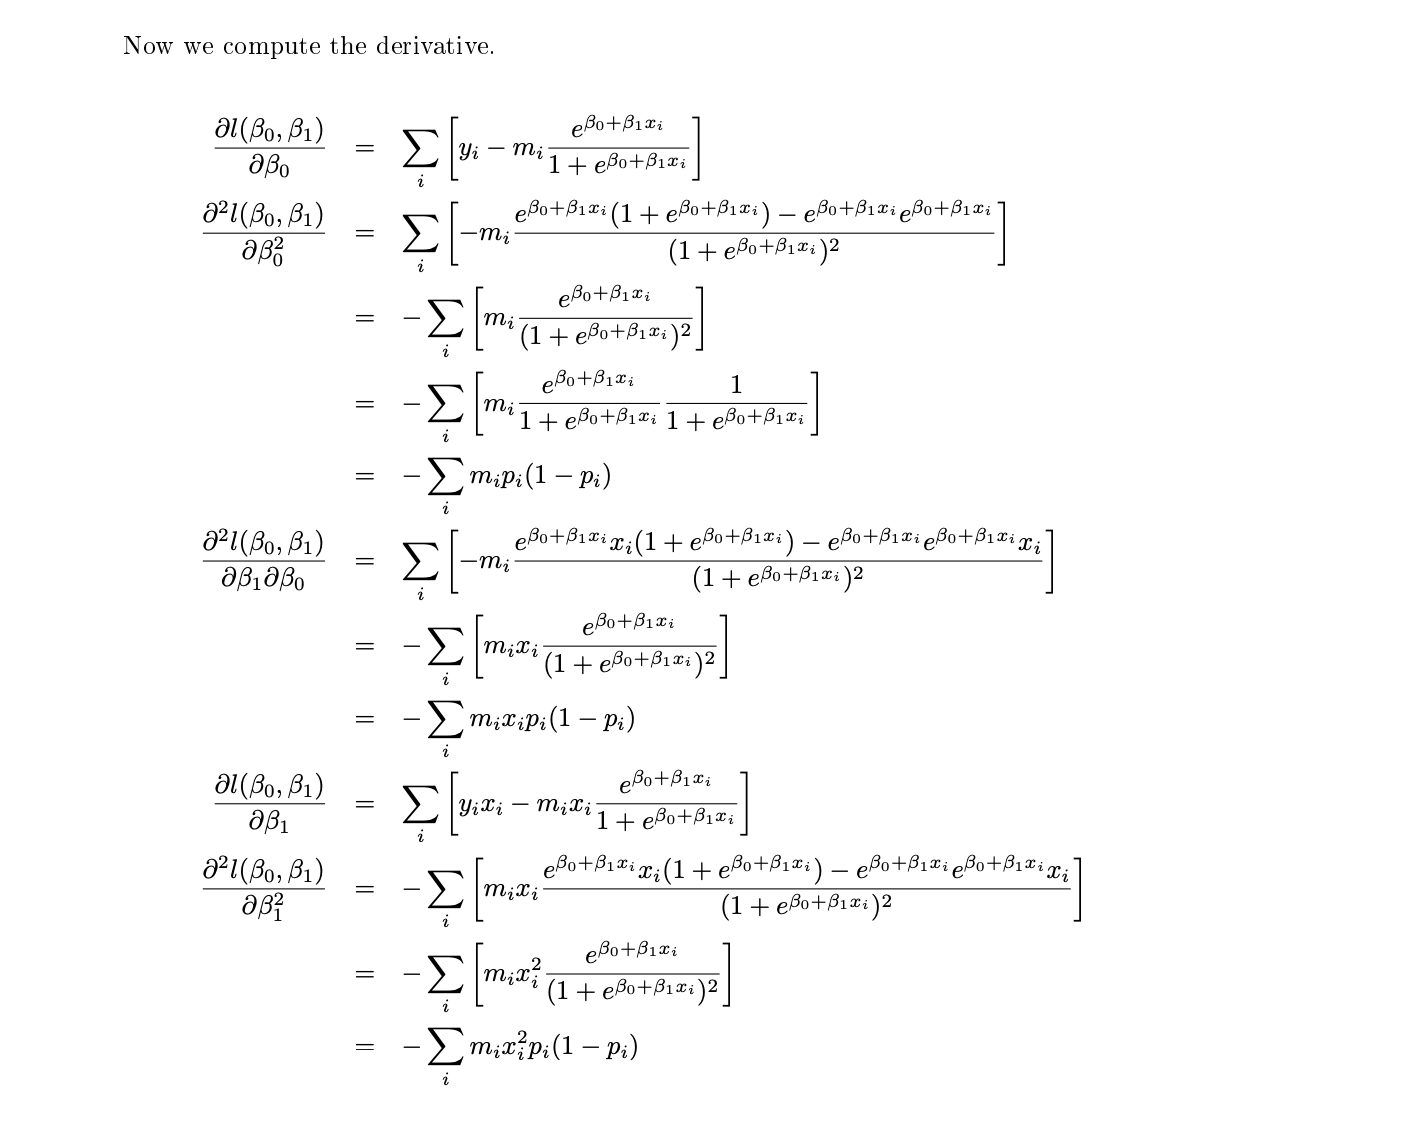 Now we compute the derivative.
\frac{\partial l(\beta_0, \beta_1)}{\partial \beta_0} = \sum_i \left[ y_i - m_i \frac{e^{\beta_0+\beta_1 x_i}}{1 + e^{\beta_0+\beta_1 x_i}} \right]
\frac{\partial^2 l(\beta_0, \beta_1)}{\partial \beta_0^2} = \sum_i \left[ -m_i \frac{e^{\beta_0+\beta_1 x_i}(1 + e^{\beta_0+\beta_1 x_i}) - e^{\beta_0+\beta_1 x_i} e^{\beta_0+\beta_1 x_i}}{(1 + e^{\beta_0+\beta_1 x_i})^2} \right]
= -\sum_i \left[ m_i \frac{e^{\beta_0+\beta_1 x_i}}{(1 + e^{\beta_0+\beta_1 x_i})^2} \right]
= -\sum_i \left[ m_i \frac{e^{\beta_0+\beta_1 x_i}}{1 + e^{\beta_0+\beta_1 x_i}} \frac{1}{1 + e^{\beta_0+\beta_1 x_i}} \right]
= -\sum_i m_i p_i (1 - p_i)
\frac{\partial^2 l(\beta_0, \beta_1)}{\partial \beta_1 \partial \beta_0} = \sum_i \left[ -m_i \frac{e^{\beta_0+\beta_1 x_i} x_i (1 + e^{\beta_0+\beta_1 x_i}) - e^{\beta_0+\beta_1 x_i} e^{\beta_0+\beta_1 x_i} x_i}{(1 + e^{\beta_0+\beta_1 x_i})^2} \right]
= -\sum_i \left[ m_i x_i \frac{e^{\beta_0+\beta_1 x_i}}{(1 + e^{\beta_0+\beta_1 x_i})^2} \right]
= -\sum_i m_i x_i p_i (1 - p_i)
\frac{\partial l(\beta_0, \beta_1)}{\partial \beta_1} = \sum_i \left[ y_i x_i - m_i x_i \frac{e^{\beta_0+\beta_1 x_i}}{1 + e^{\beta_0+\beta_1 x_i}} \right]
\frac{\partial^2 l(\beta_0, \beta_1)}{\partial \beta_1^2} = -\sum_i \left[ m_i x_i \frac{e^{\beta_0+\beta_1 x_i} x_i (1 + e^{\beta_0+\beta_1 x_i}) - e^{\beta_0+\beta_1 x_i} e^{\beta_0+\beta_1 x_i} x_i}{(1 + e^{\beta_0+\beta_1 x_i})^2} \right]
= -\sum_i \left[ m_i x_i^2 \frac{e^{\beta_0+\beta_1 x_i}}{(1 + e^{\beta_0+\beta_1 x_i})^2} \right]
= -\sum_i m_i x_i^2 p_i (1 - p_i)